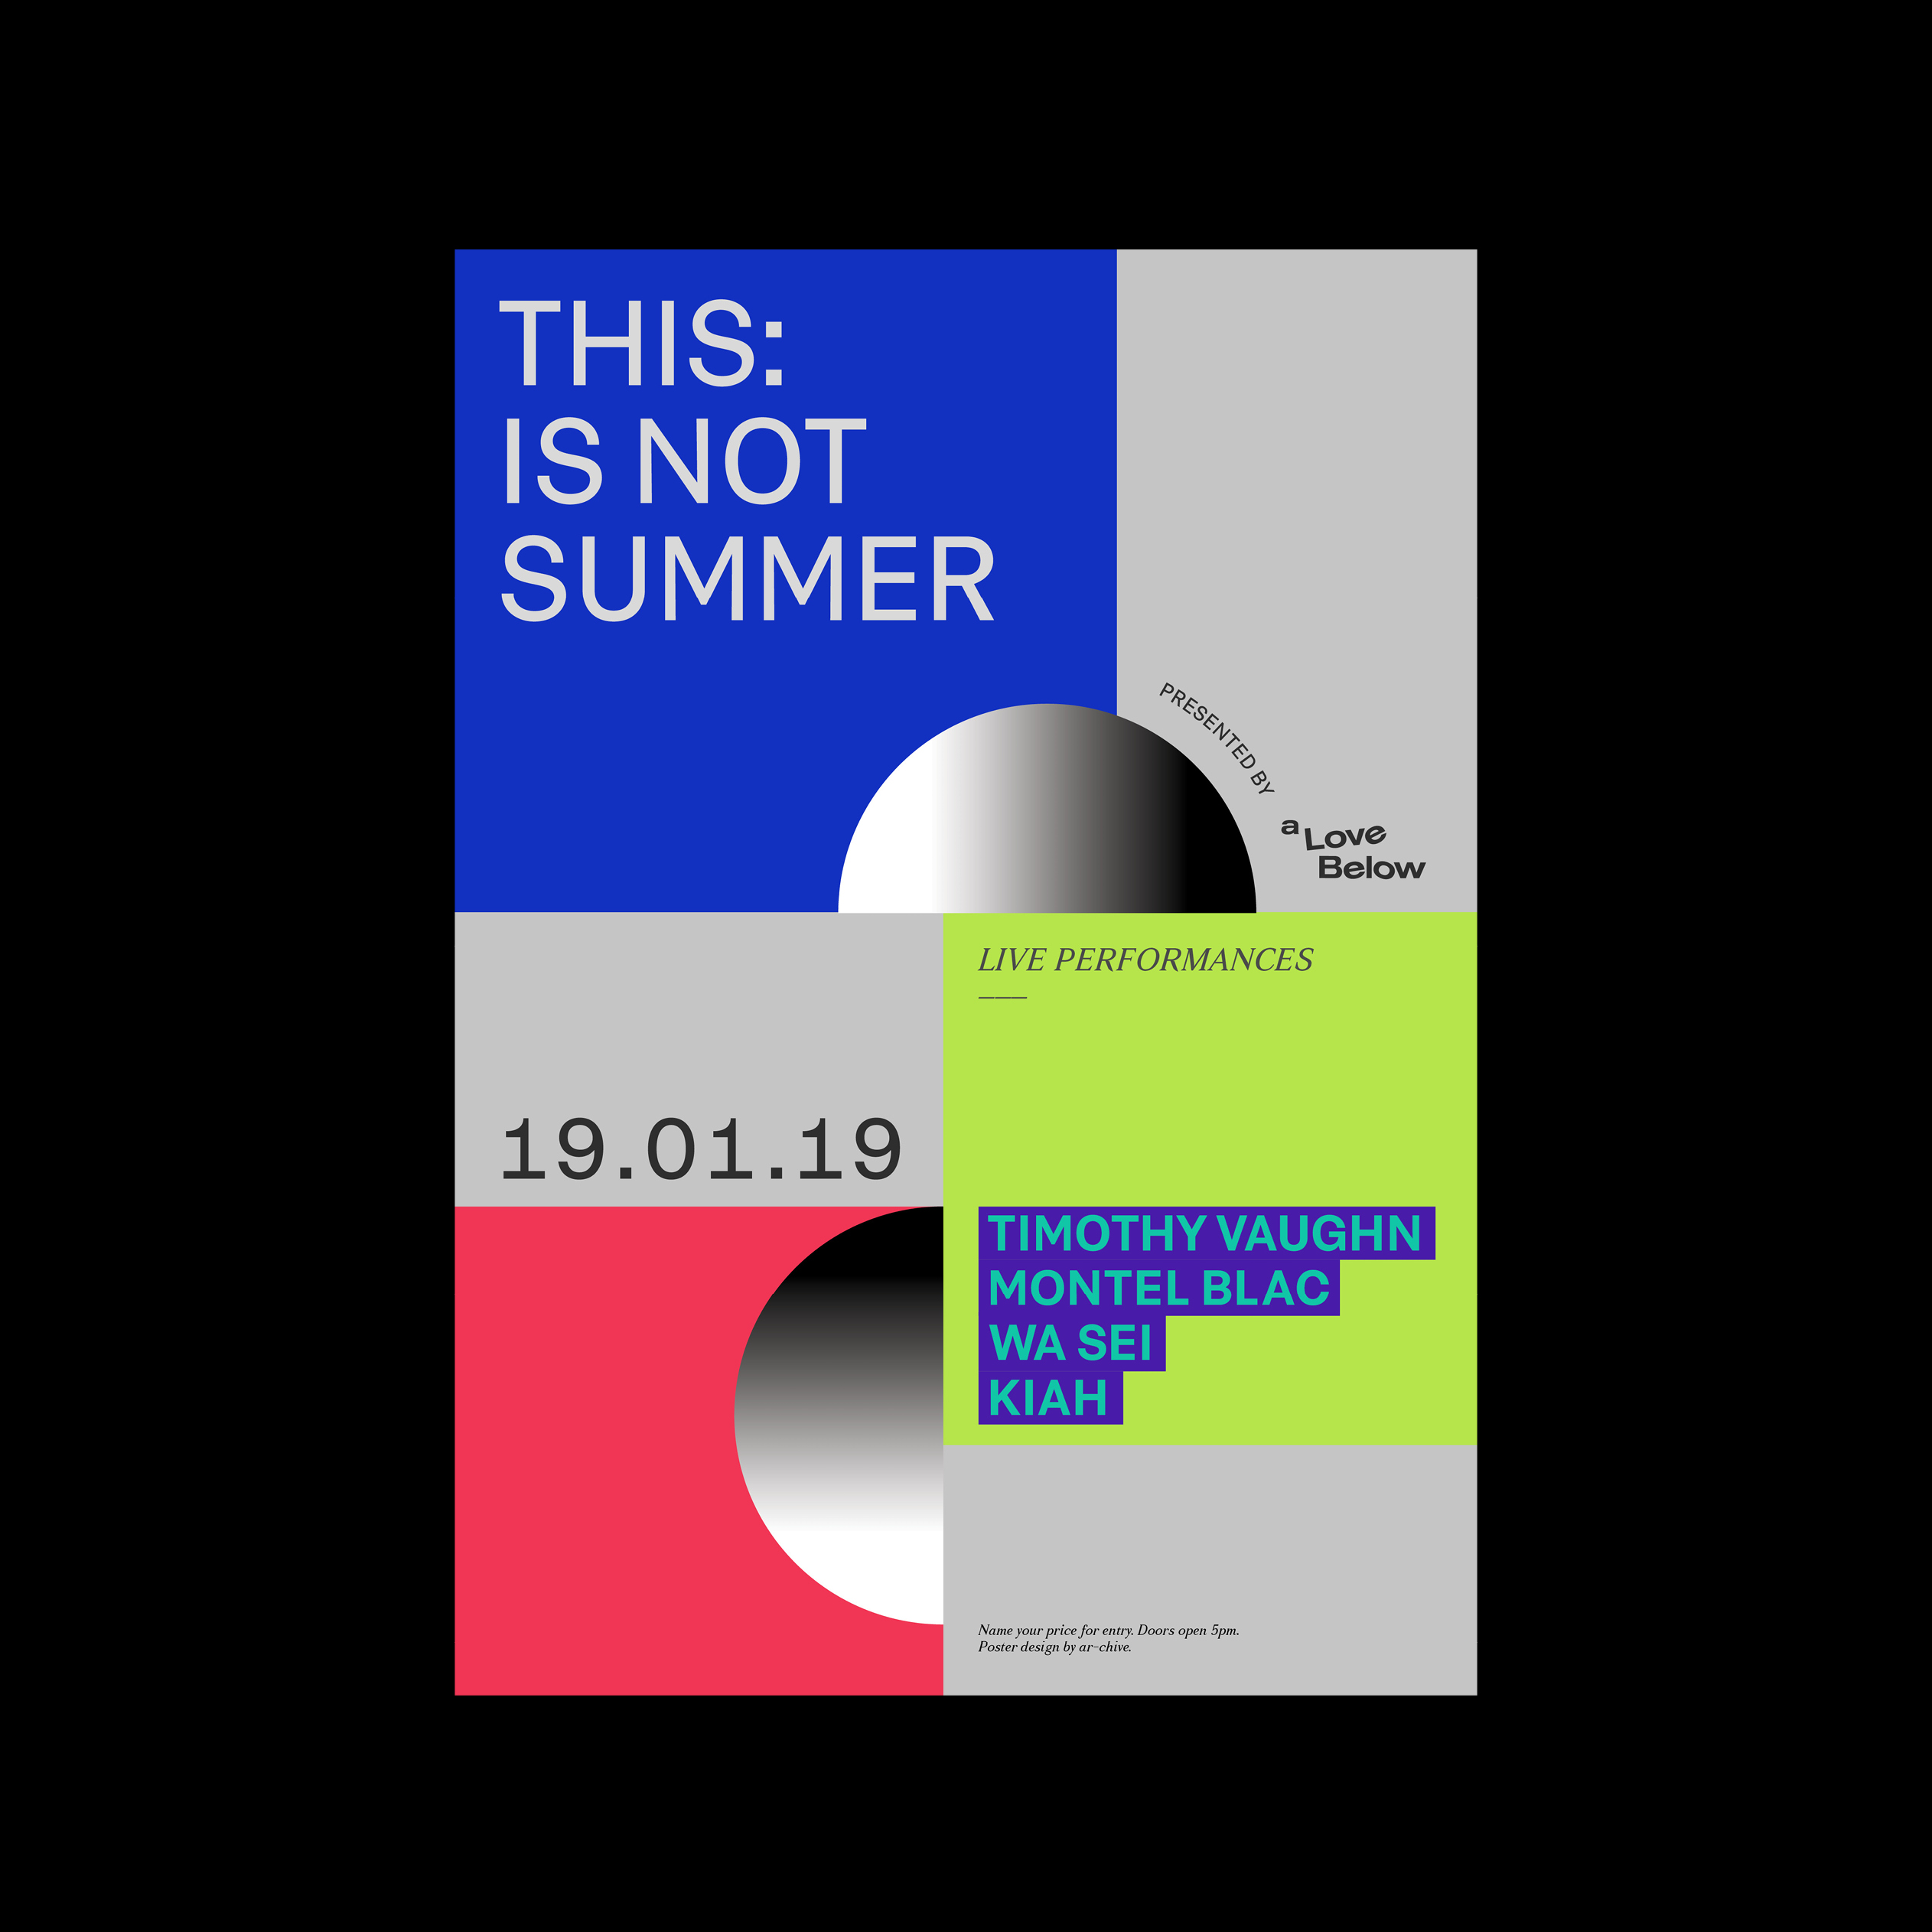 THIS:
IS NOT
SUMMER
PRESENTED BY
a Love
Below
LIVE PERFORMANCES
19.01.19
TIMOTHY VAUGHN
MONTEL BLAC
WA SEI
KIAH
Name your price for entry. Doors open 5pm.
Poster design by ar-chive.